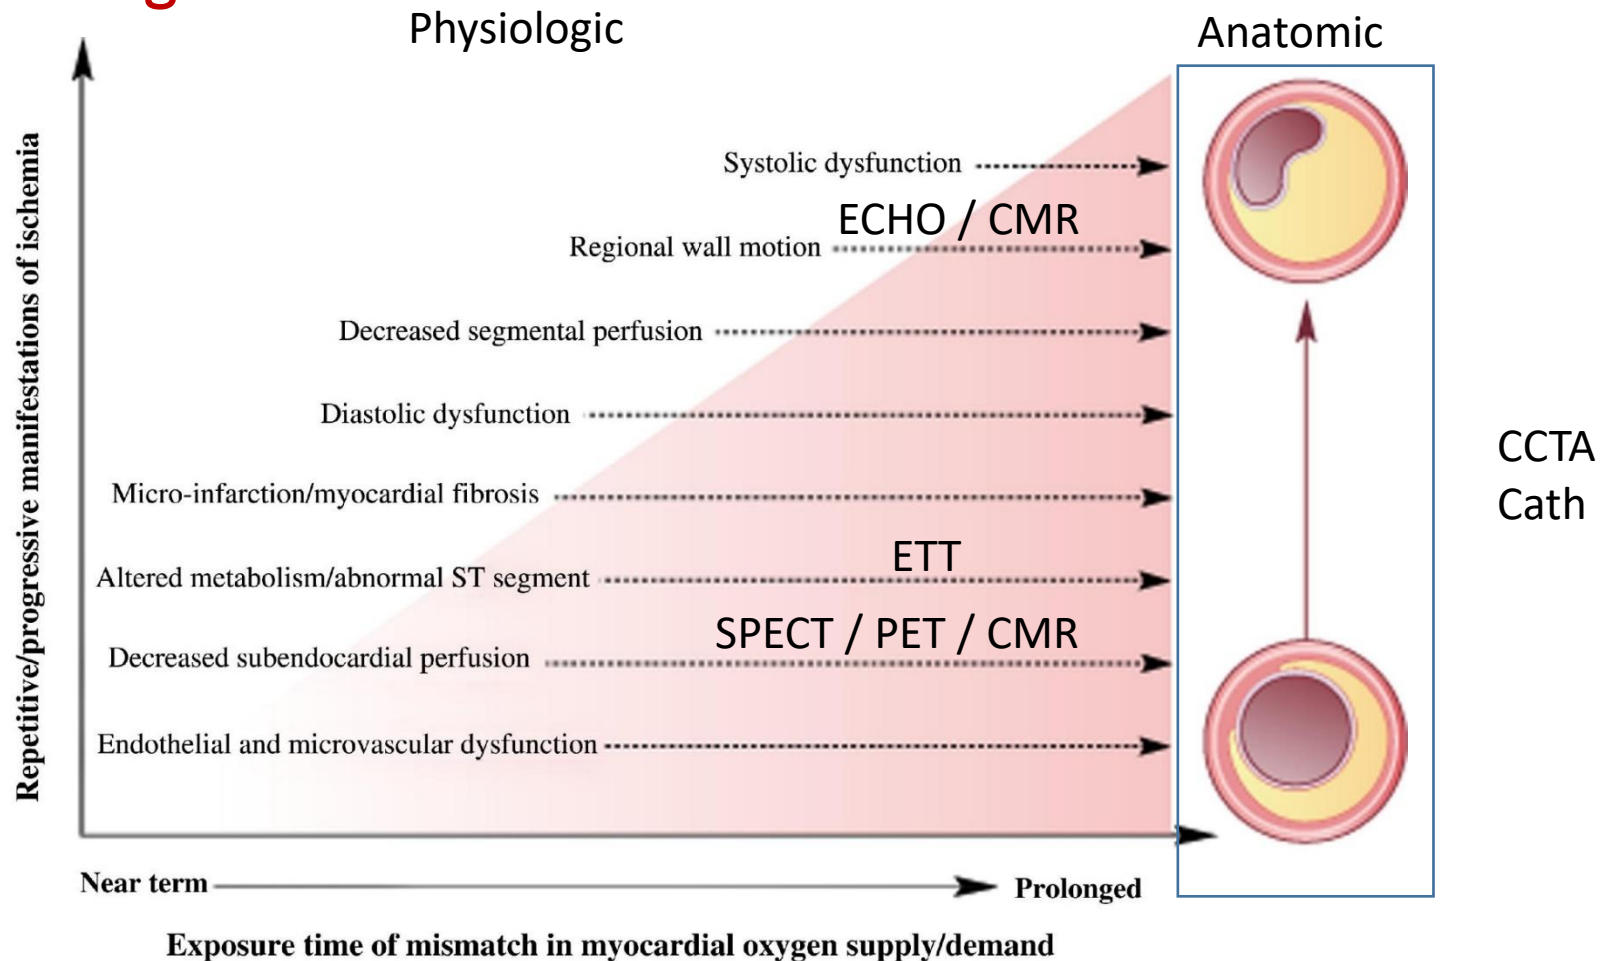 Physiologic
Anatomic
Repetitive/progressive manifestations of ischemia
Systolic dysfunction
ECHO / CMR
Regional wall motion
Decreased segmental perfusion
Diastolic dysfunction
CCTA
Cath
Micro-infarction/myocardial fibrosis
ETT
Altered metabolism/abnormal ST segment
SPECT / PET / CMR
Decreased subendocardial perfusion
Endothelial and microvascular dysfunction
Near term
Prolonged
Exposure time of mismatch in myocardial oxygen supply/demand